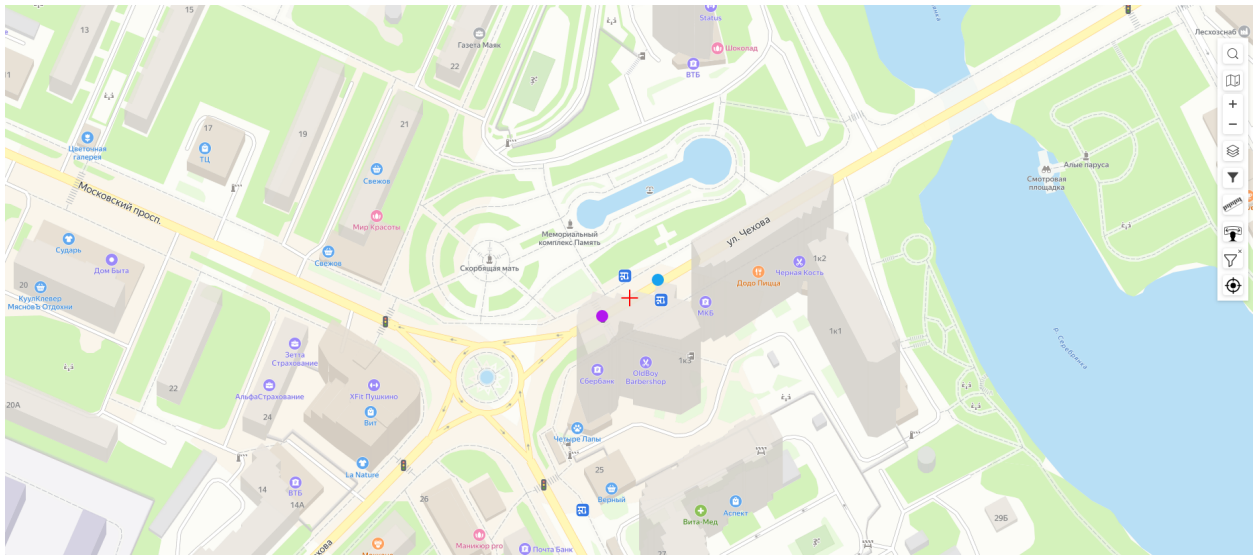 15
Status
Лесхозснаб
Газета Маяк
Шоколад
13
22
ВТБ
17
19
21
Цветочная
галерея
ТЦ
Свежов
Алые паруса
Смотровая
площадка
Московский просп.
Мир Красоты
ул. Чехова
Мемориальный
комплекс Память
Сударь
Дом Быта
Свёжов
Скорбящая мать
1к2
Черная Кость
Додо Пицца
20
КуулКлевер
МясновЪ Отдохни
МКБ
р. Серебрянка
1к1
Зетта
Страхование
1к3
OldBoy
Barbershop
Сбербанк
22
АльфаСтрахование
XFit Пушкино
20А
24
Вит
Четыре Лапы
La Nature
25
14
ВТБ
14А
Верный
26
Вита-Мед
Аспект
29Б
Маникюр pro
Почта Банк
23